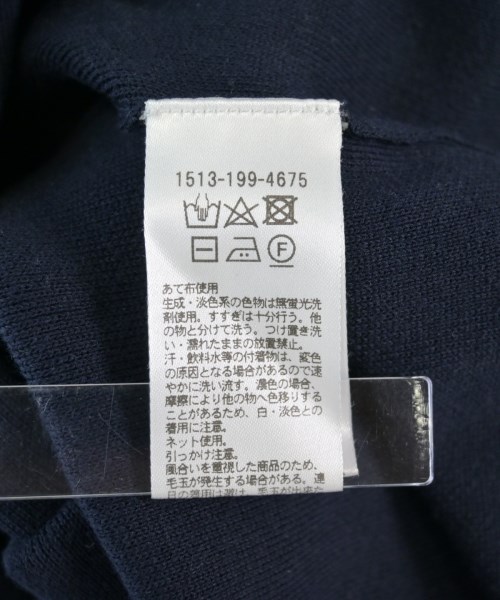 1513-199-4675
F
あて布使用
生成・淡色系の色物は無蛍光洗
剤使用。すすぎは十分行う。他
の物と分けて洗う。つけ置き洗
い・濡れたままの放置禁止。
汗・飲料水等の付着物は、変色
の原因となる場合があるので速
やかに洗い流す。濃色の場合、
摩擦により他の物へ色移りする
ことがあるため、白・淡色との
着用に注意。
ネット使用。
引っかけ注意。
風合いを重視した商品のため、
毛玉が発生する場合がある。連